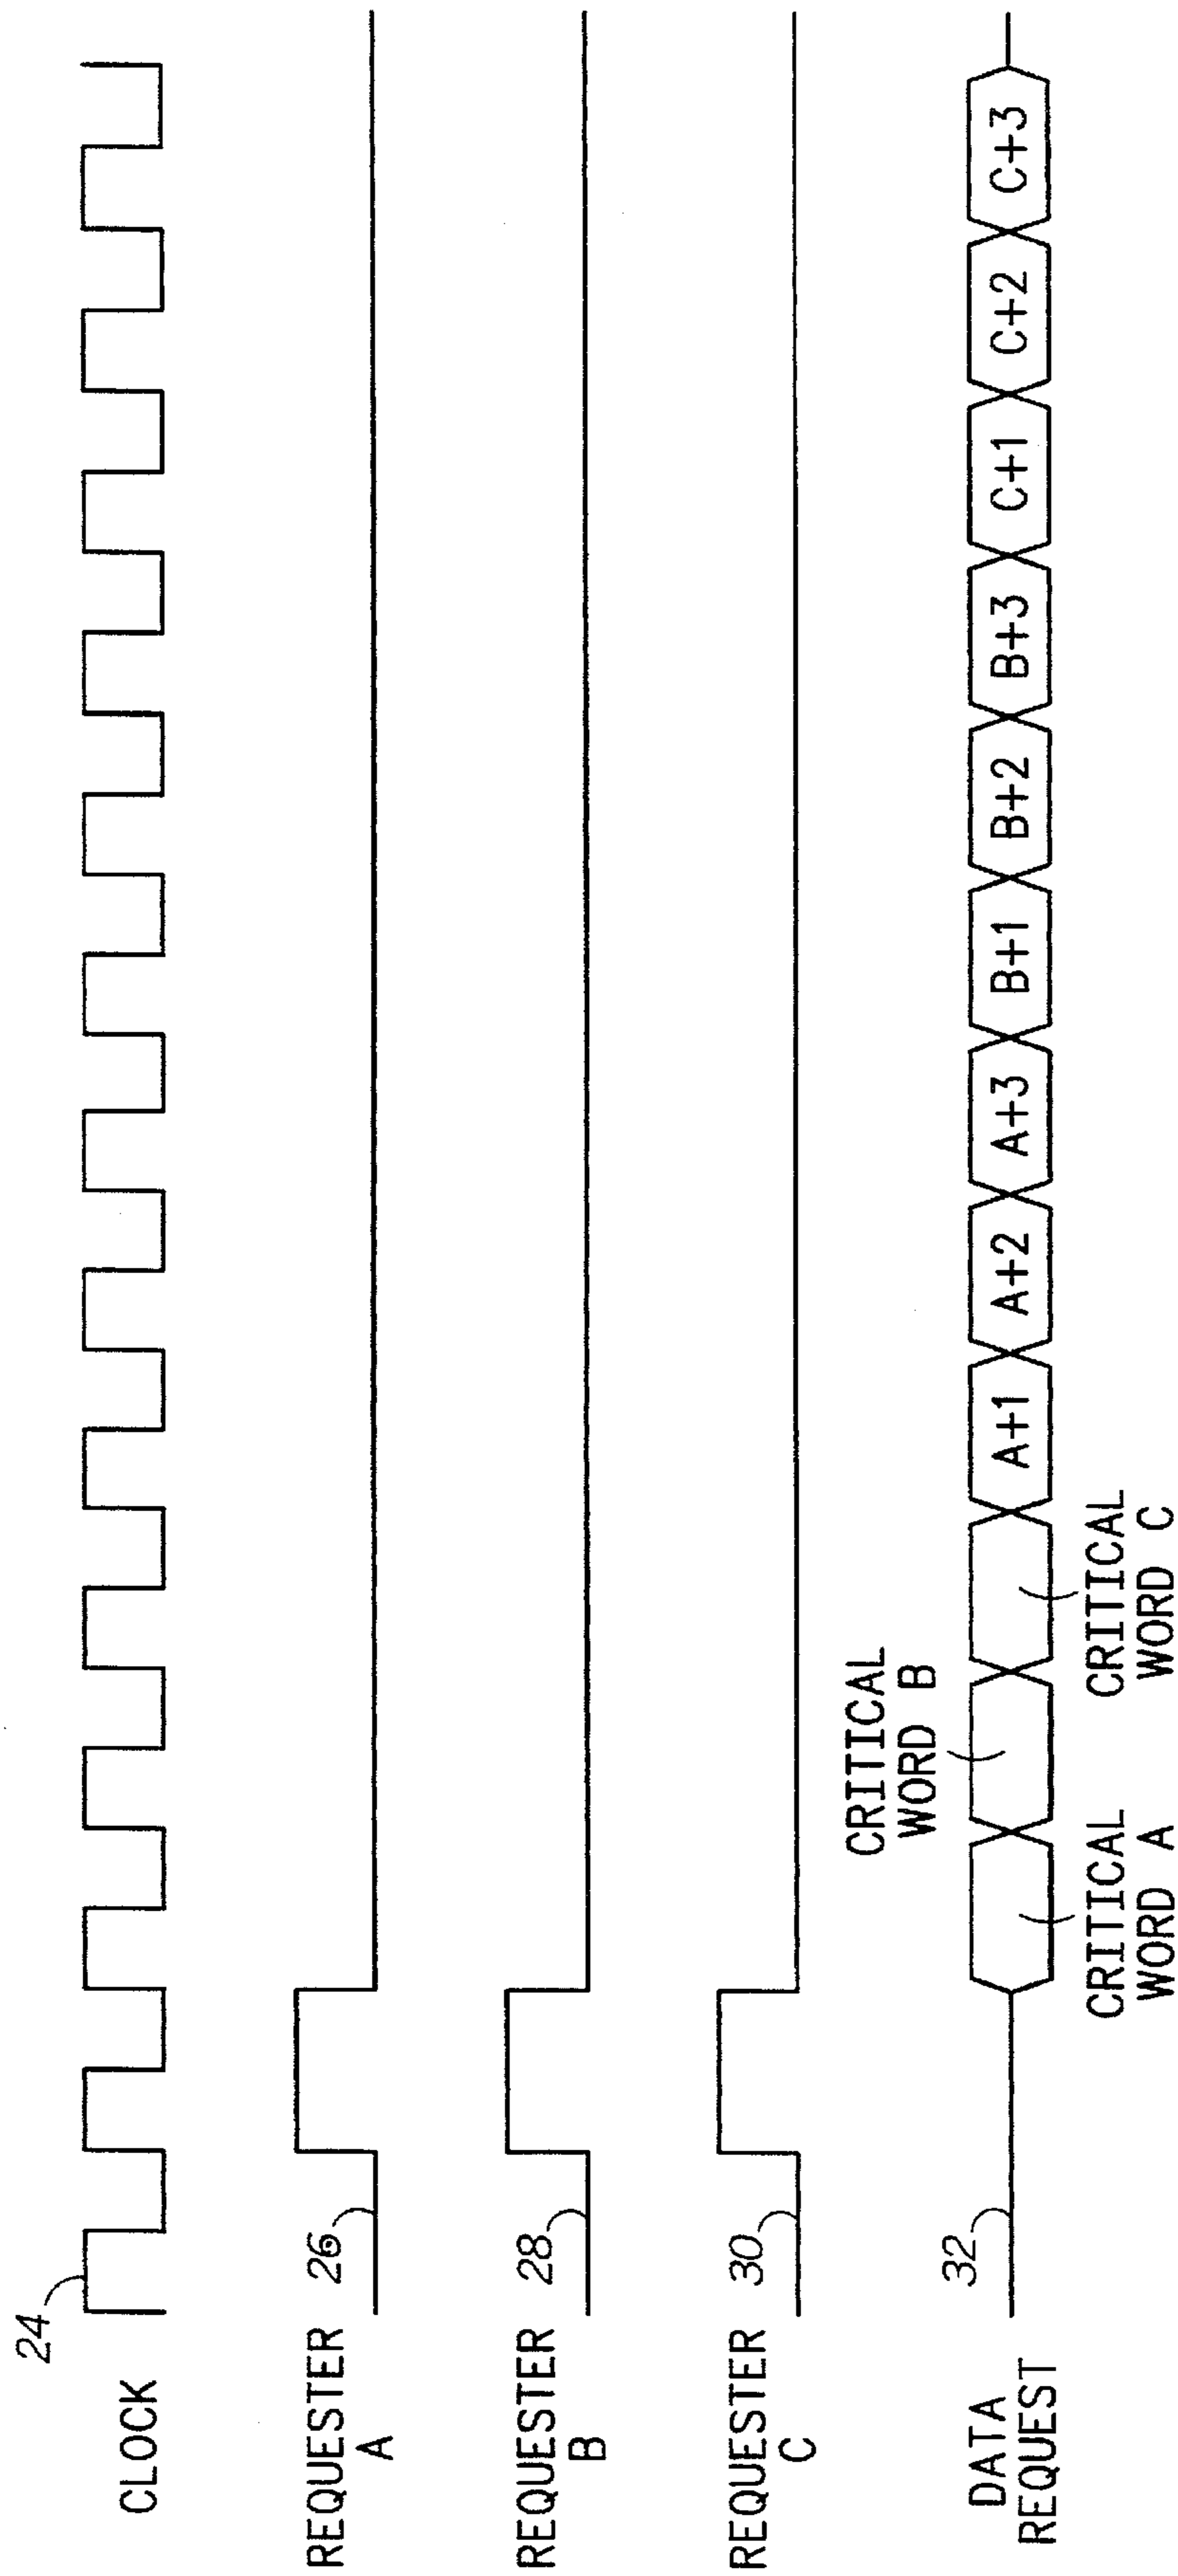 24
CLOCK
REQUESTER
A
26
REQUESTER
B
28
REQUESTER
C
30
DATA
REQUEST
32
CRITICAL
WORD A
CRITICAL
WORD B
CRITICAL
WORD C
A+1
A+2
A+3
B+1
B+2
B+3
C+1
C+2
C+3